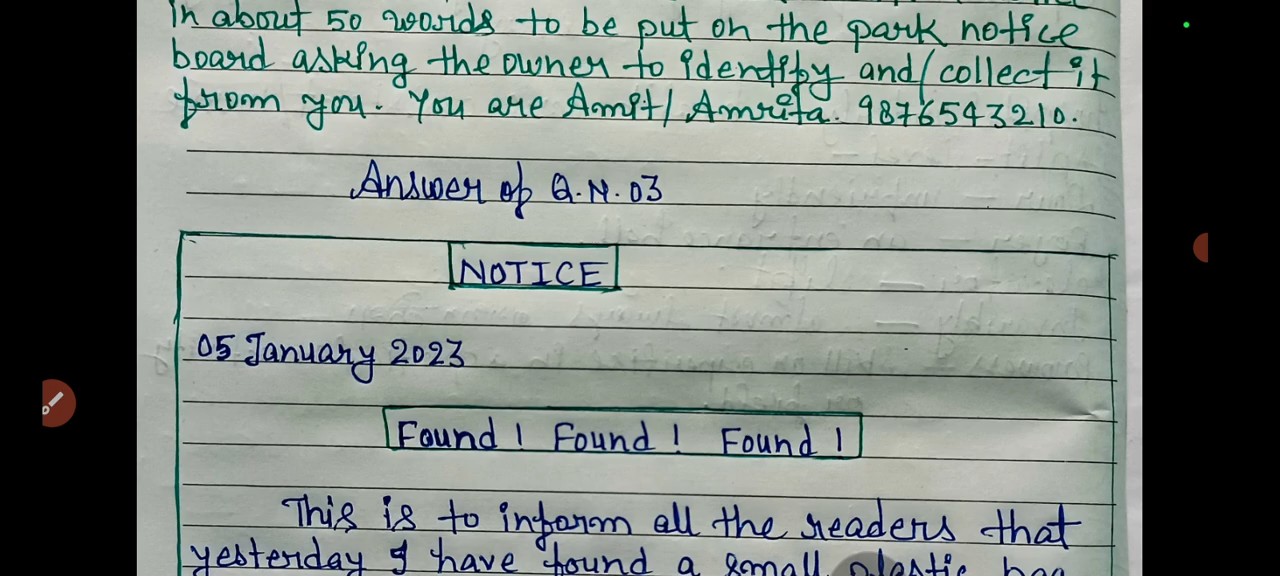 in about 50 words to be put on the park notice
board asking the owner to identify and/collect it
from you. You are Amit/Amrita. 9876543210.
Answer of Q.N.03
NOTICE
05 January 2023
Found! Found! Found!
This is to inform all the readers that
yesterday I have found a small plastic bag